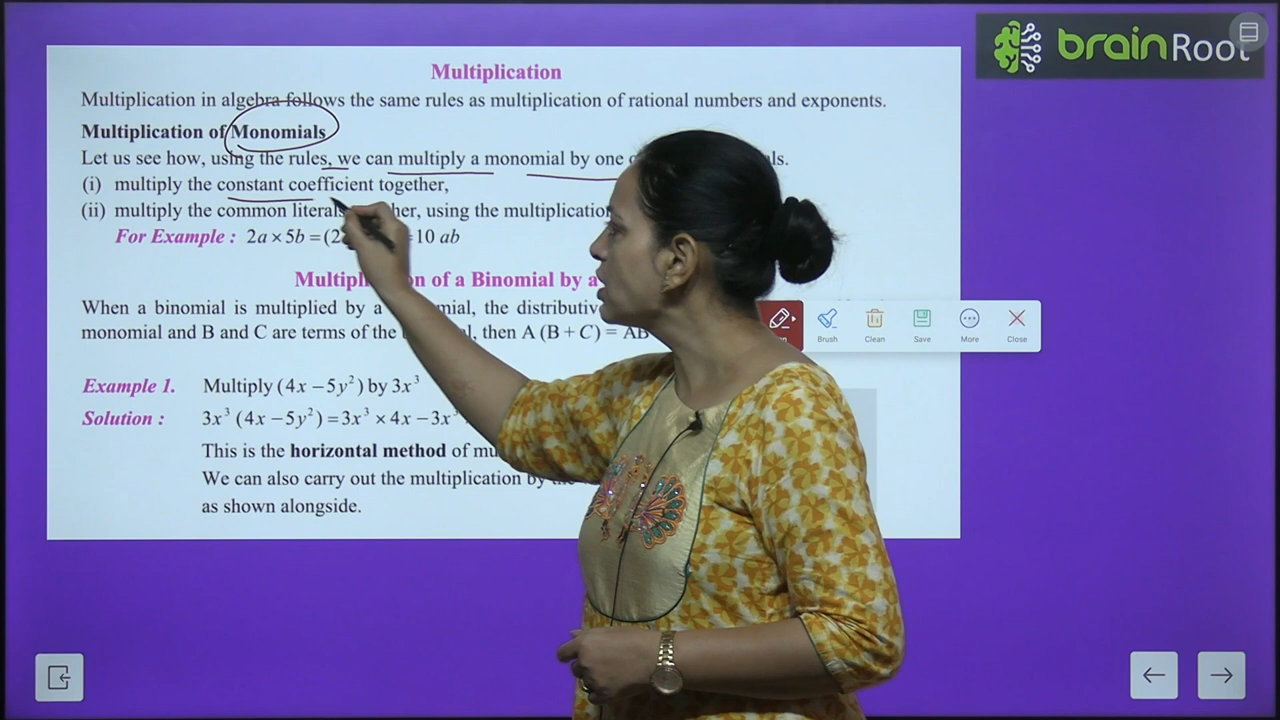 brainRoot
Multiplication
Multiplication in algebra follows the same rules as multiplication of rational numbers and exponents.
Multiplication of Monomials
Let us see how, using the rules, we can multiply a monomial by one
(i) multiply the constant coefficient together,
(ii) multiply the common literals using the multiplication
For Example : 2a × 5b = (2 = 10 ab
of a Binomial by a
When a binomial is multiplied by a the distributive
monomial and B and C are terms of the , then A (B + C) = AB
Brush Clean Save More Close
Example 1. Multiply (4x − 5y²) by 3x³
Solution : 3x³ (4x − 5y²) = 3x³ × 4x − 3x³
This is the horizontal method of
We can also carry out the multiplication by
as shown alongside.